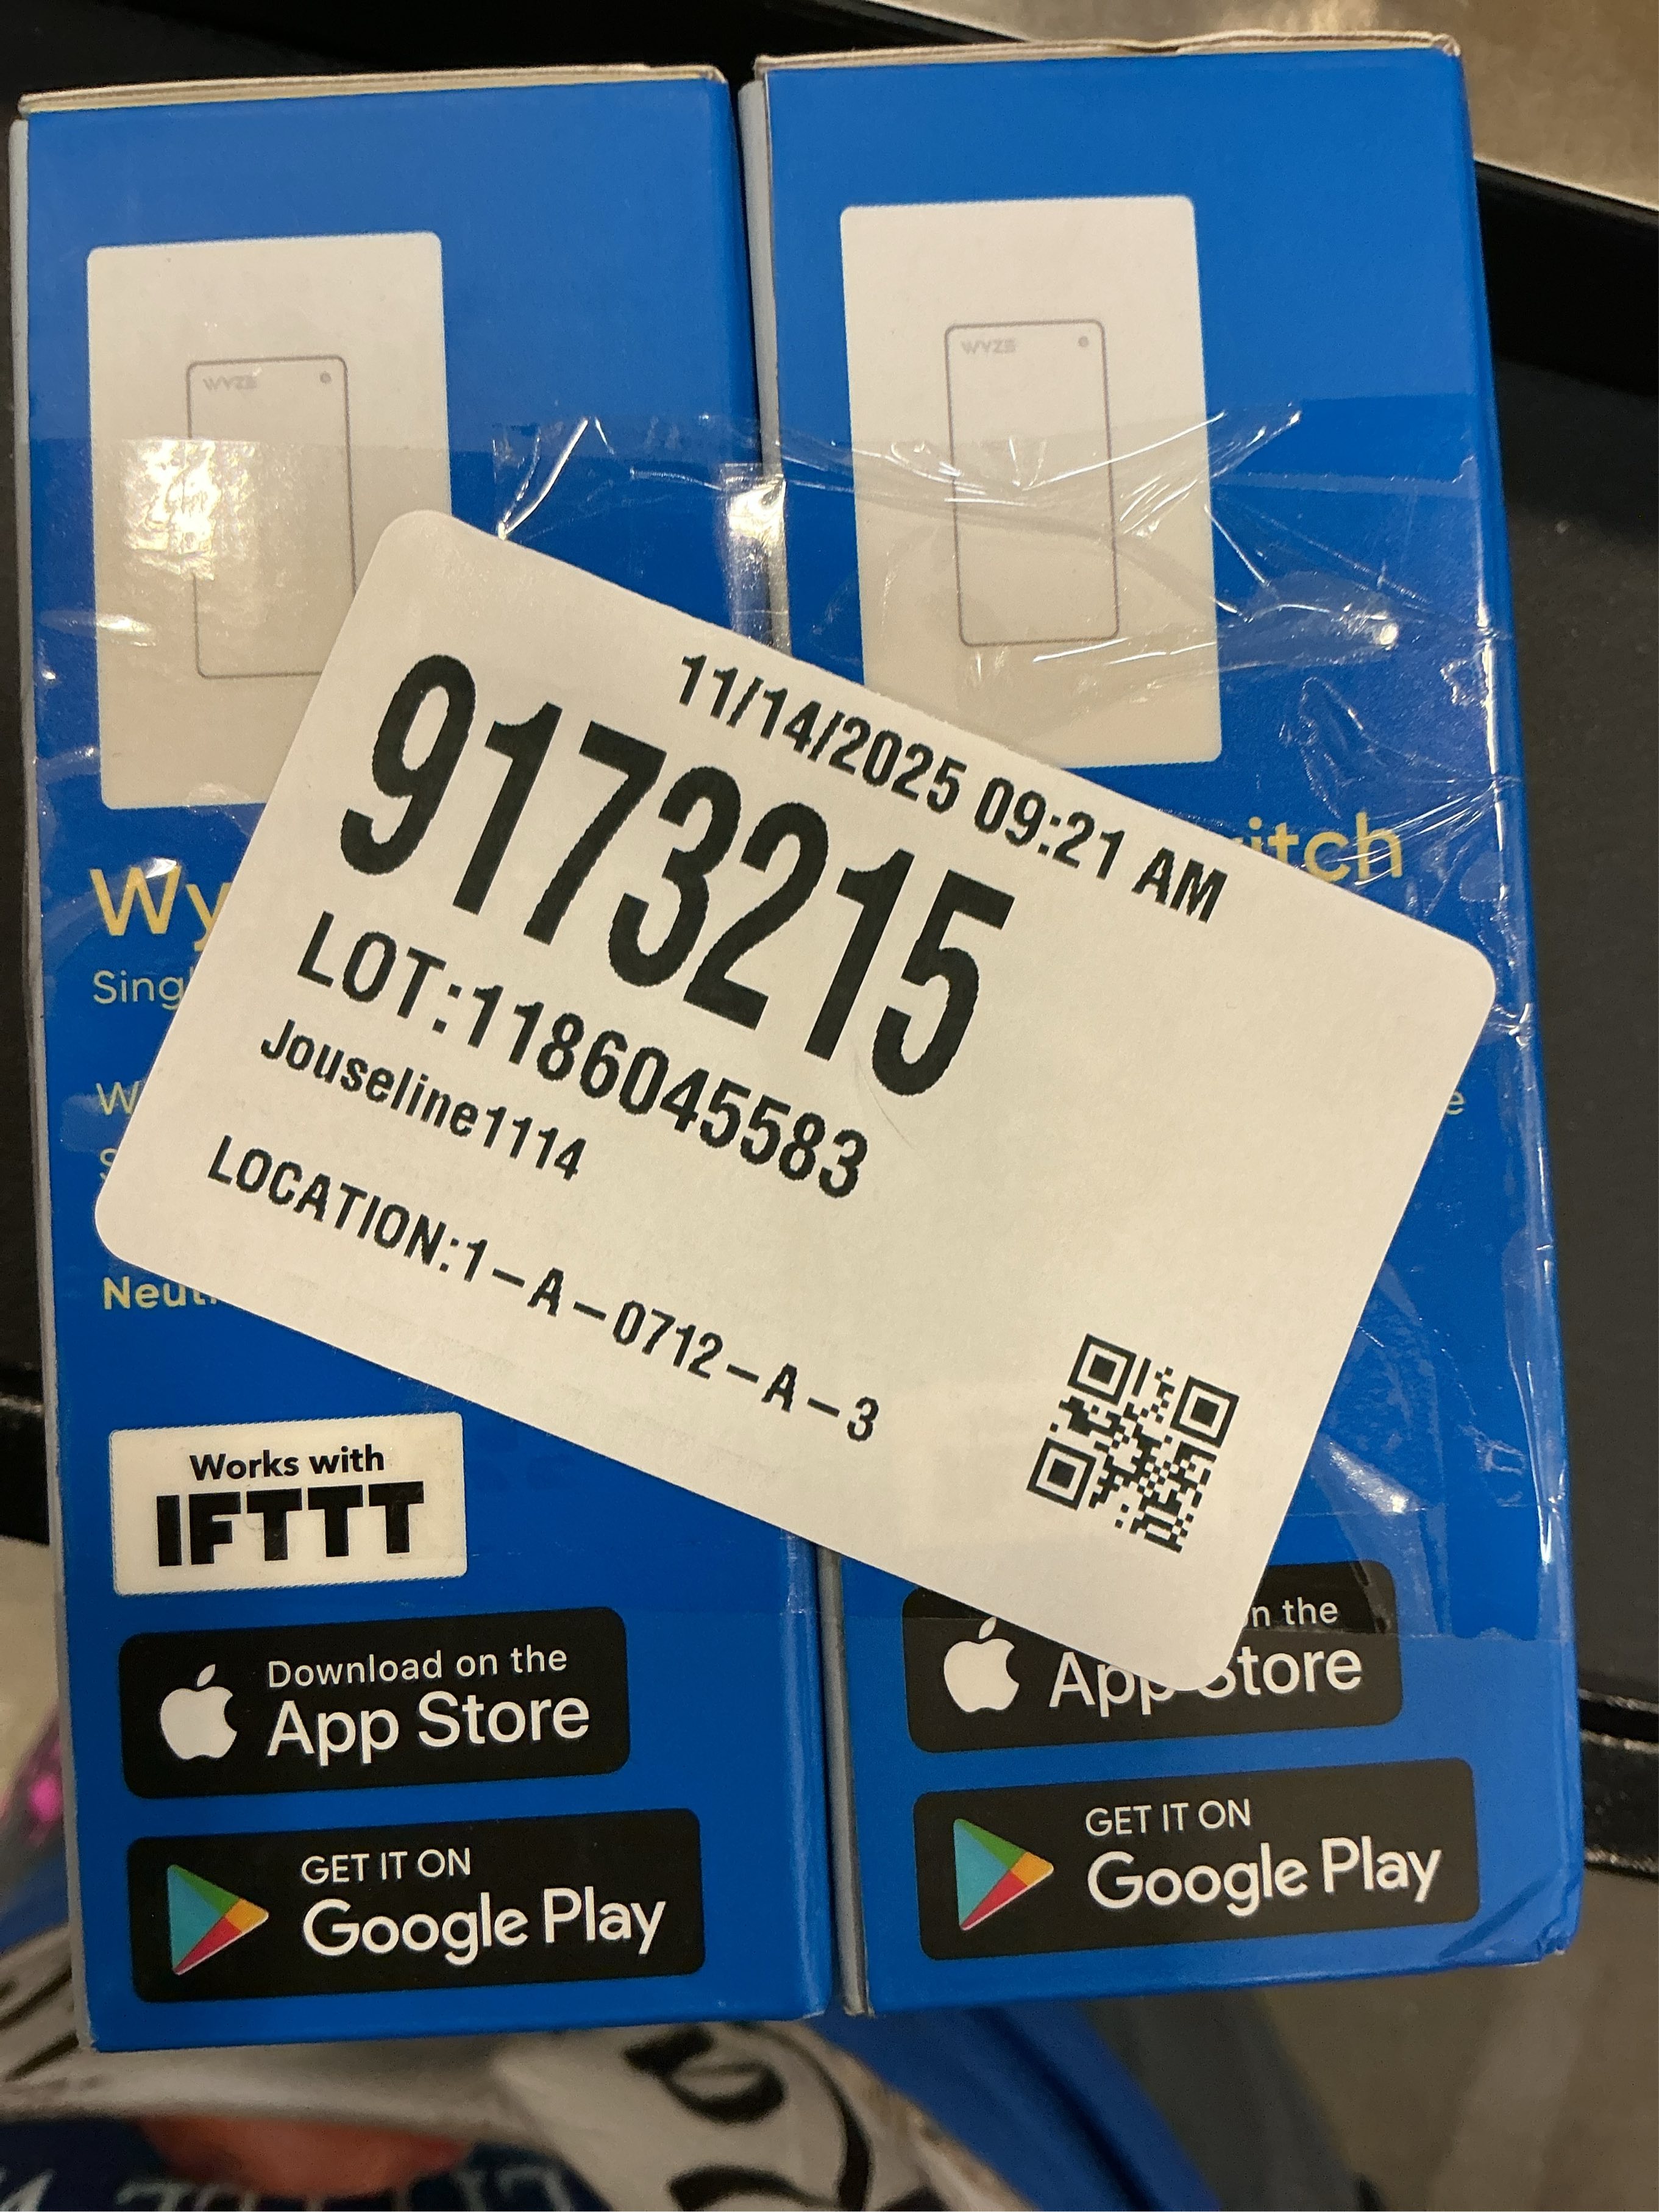 WYZE
WYZE
11/14/2025 09:21 AM
9173215
LOT:1186045583
Jouseline1114
LOCATION:1-A-0712-A-3
Works with
IFTTT
Download on the
App Store
GET IT ON
Google Play
the
App Store
GET IT ON
Google Play